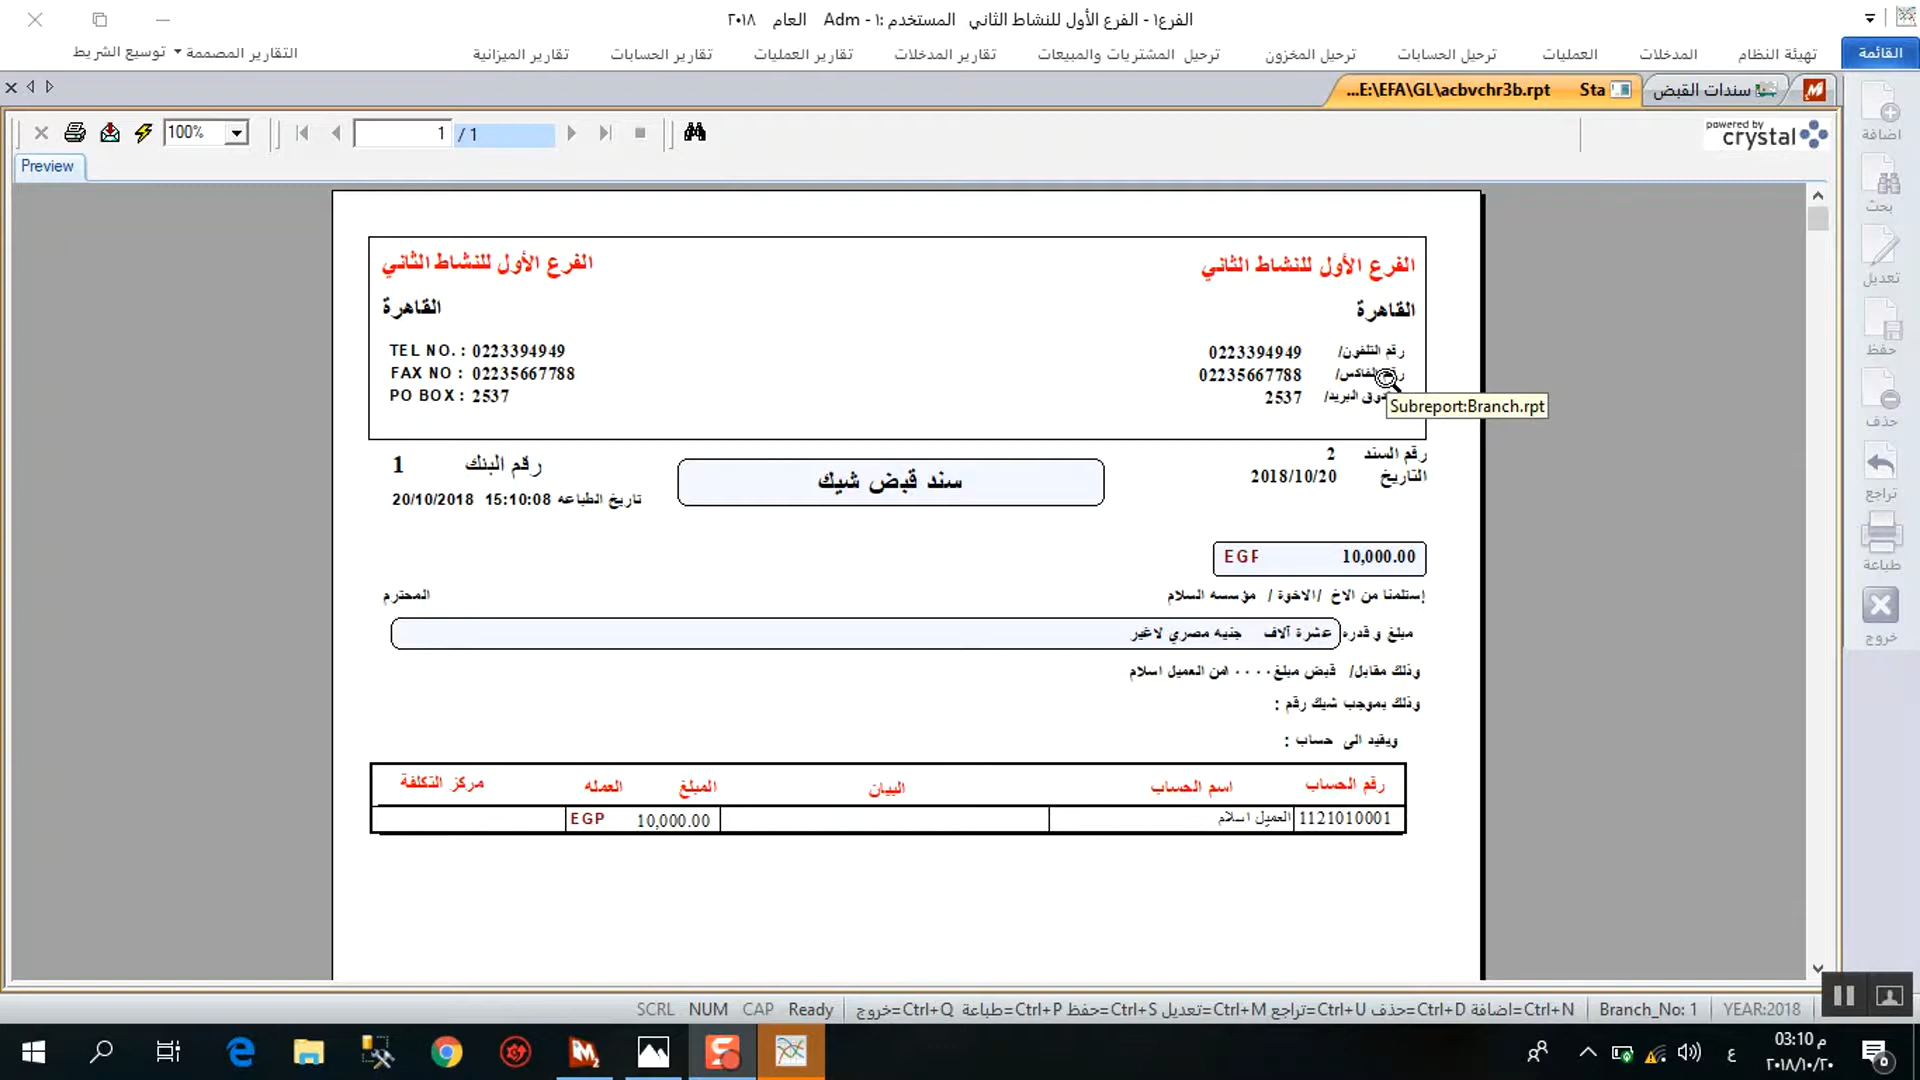 الفرع١ - الفرع الأول للنشاط الثاني المستخدم :١ - Adm العام ٢٠١٨
القائمة تهيئة النظام المدخلات العمليات ترحيل الحسابات ترحيل المخزون ترحيل المشتريات والمبيعات تقارير المدخلات تقارير العمليات تقارير الحسابات تقارير الميزانية التقارير المصممة توسيع الشريط
سندات القبض
Sta E:\EFA\GL\acbvchr3b.rpt...
100% 1 / 1
powered by
crystal
Preview
اضافة
بحث
تعديل
حفظ
حذف
تراجع
طباعة
خروج
الفرع الأول للنشاط الثاني
القاهرة
رقم التلفون/ 0223394949
02235667788
2537
Subreport:Branch.rpt
الفرع الأول للنشاط الثاني
القاهرة
TEL NO. : 0223394949
FAX NO : 02235667788
PO BOX : 2537
رقم السند 2
التاريخ 2018/10/20
سند قبض شيك
رقم البنك 1
تاريخ الطباعه 15:10:08 20/10/2018
10,000.00 EGP
إستلمنا من الاخ /الاخوة / مؤسسه السلام المحترم
مبلغ و قدره عشرة آلاف جنيه مصري لاغير
وذلك مقابل/ قبض مبلغ١٠٠٠٠ من العميل اسلام
وذلك بموجب شيك رقم :
ويقيد الى حساب :
رقم الحساب اسم الحساب البيان المبلغ العمله مركز التكلفة
1121010001 العميل اسلام 10,000.00 EGP
SCRL NUM CAP Ready
Ctrl+N=اضافة Ctrl+D=حذف Ctrl+U=تراجع Ctrl+M=تعديل Ctrl+S=حفظ Ctrl+P=طباعة Ctrl+Q=خروج
Branch_No: 1 YEAR:2018
ع
03:10 م
٢٠١٨/١٠/٢٠